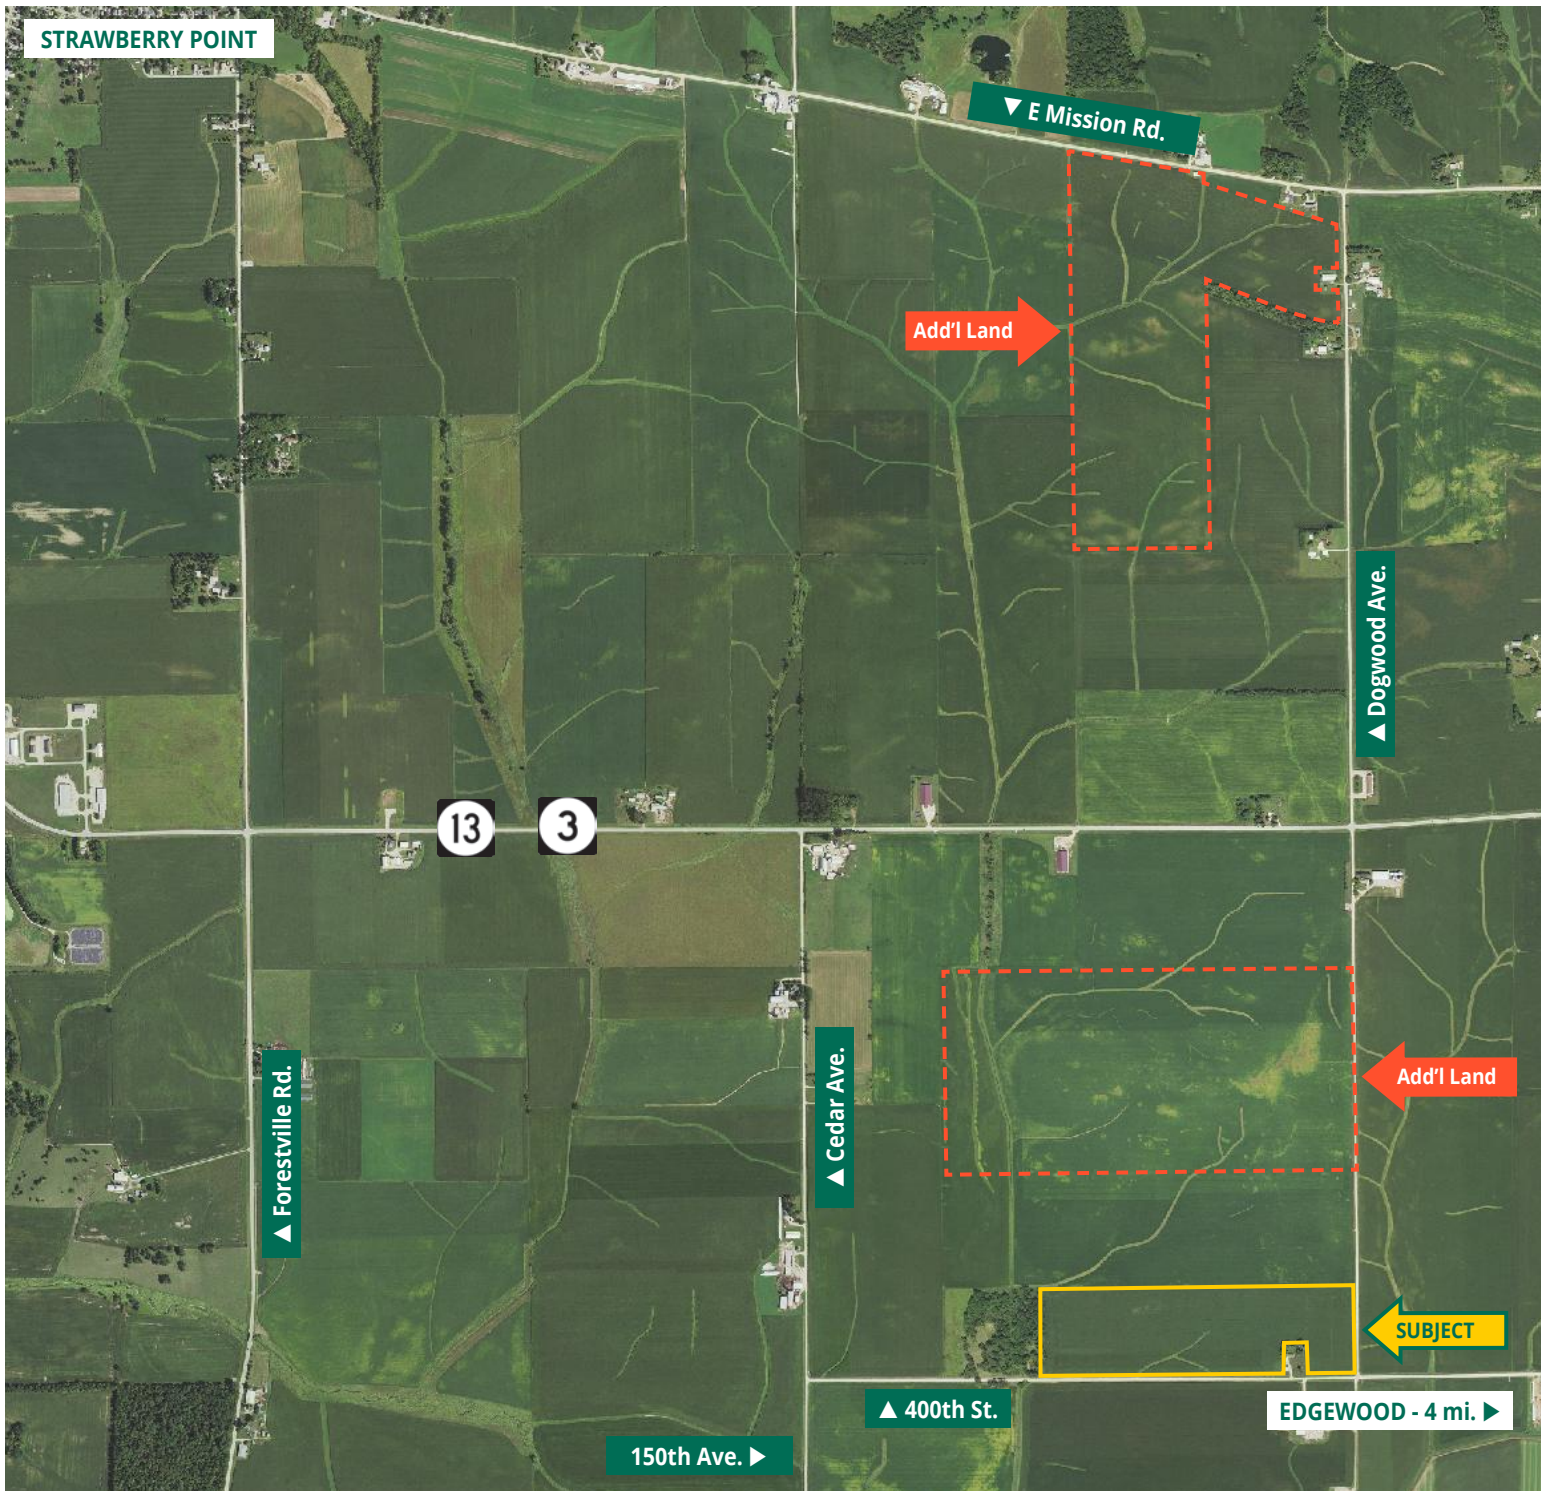 STRAWBERRY POINT
▼ E Mission Rd.
Add'l Land
▲ Dogwood Ave.
13
3
▲ Forestville Rd.
▲ Cedar Ave.
Add'l Land
SUBJECT
▲ 400th St.
EDGEWOOD - 4 mi. ▶
150th Ave. ▶